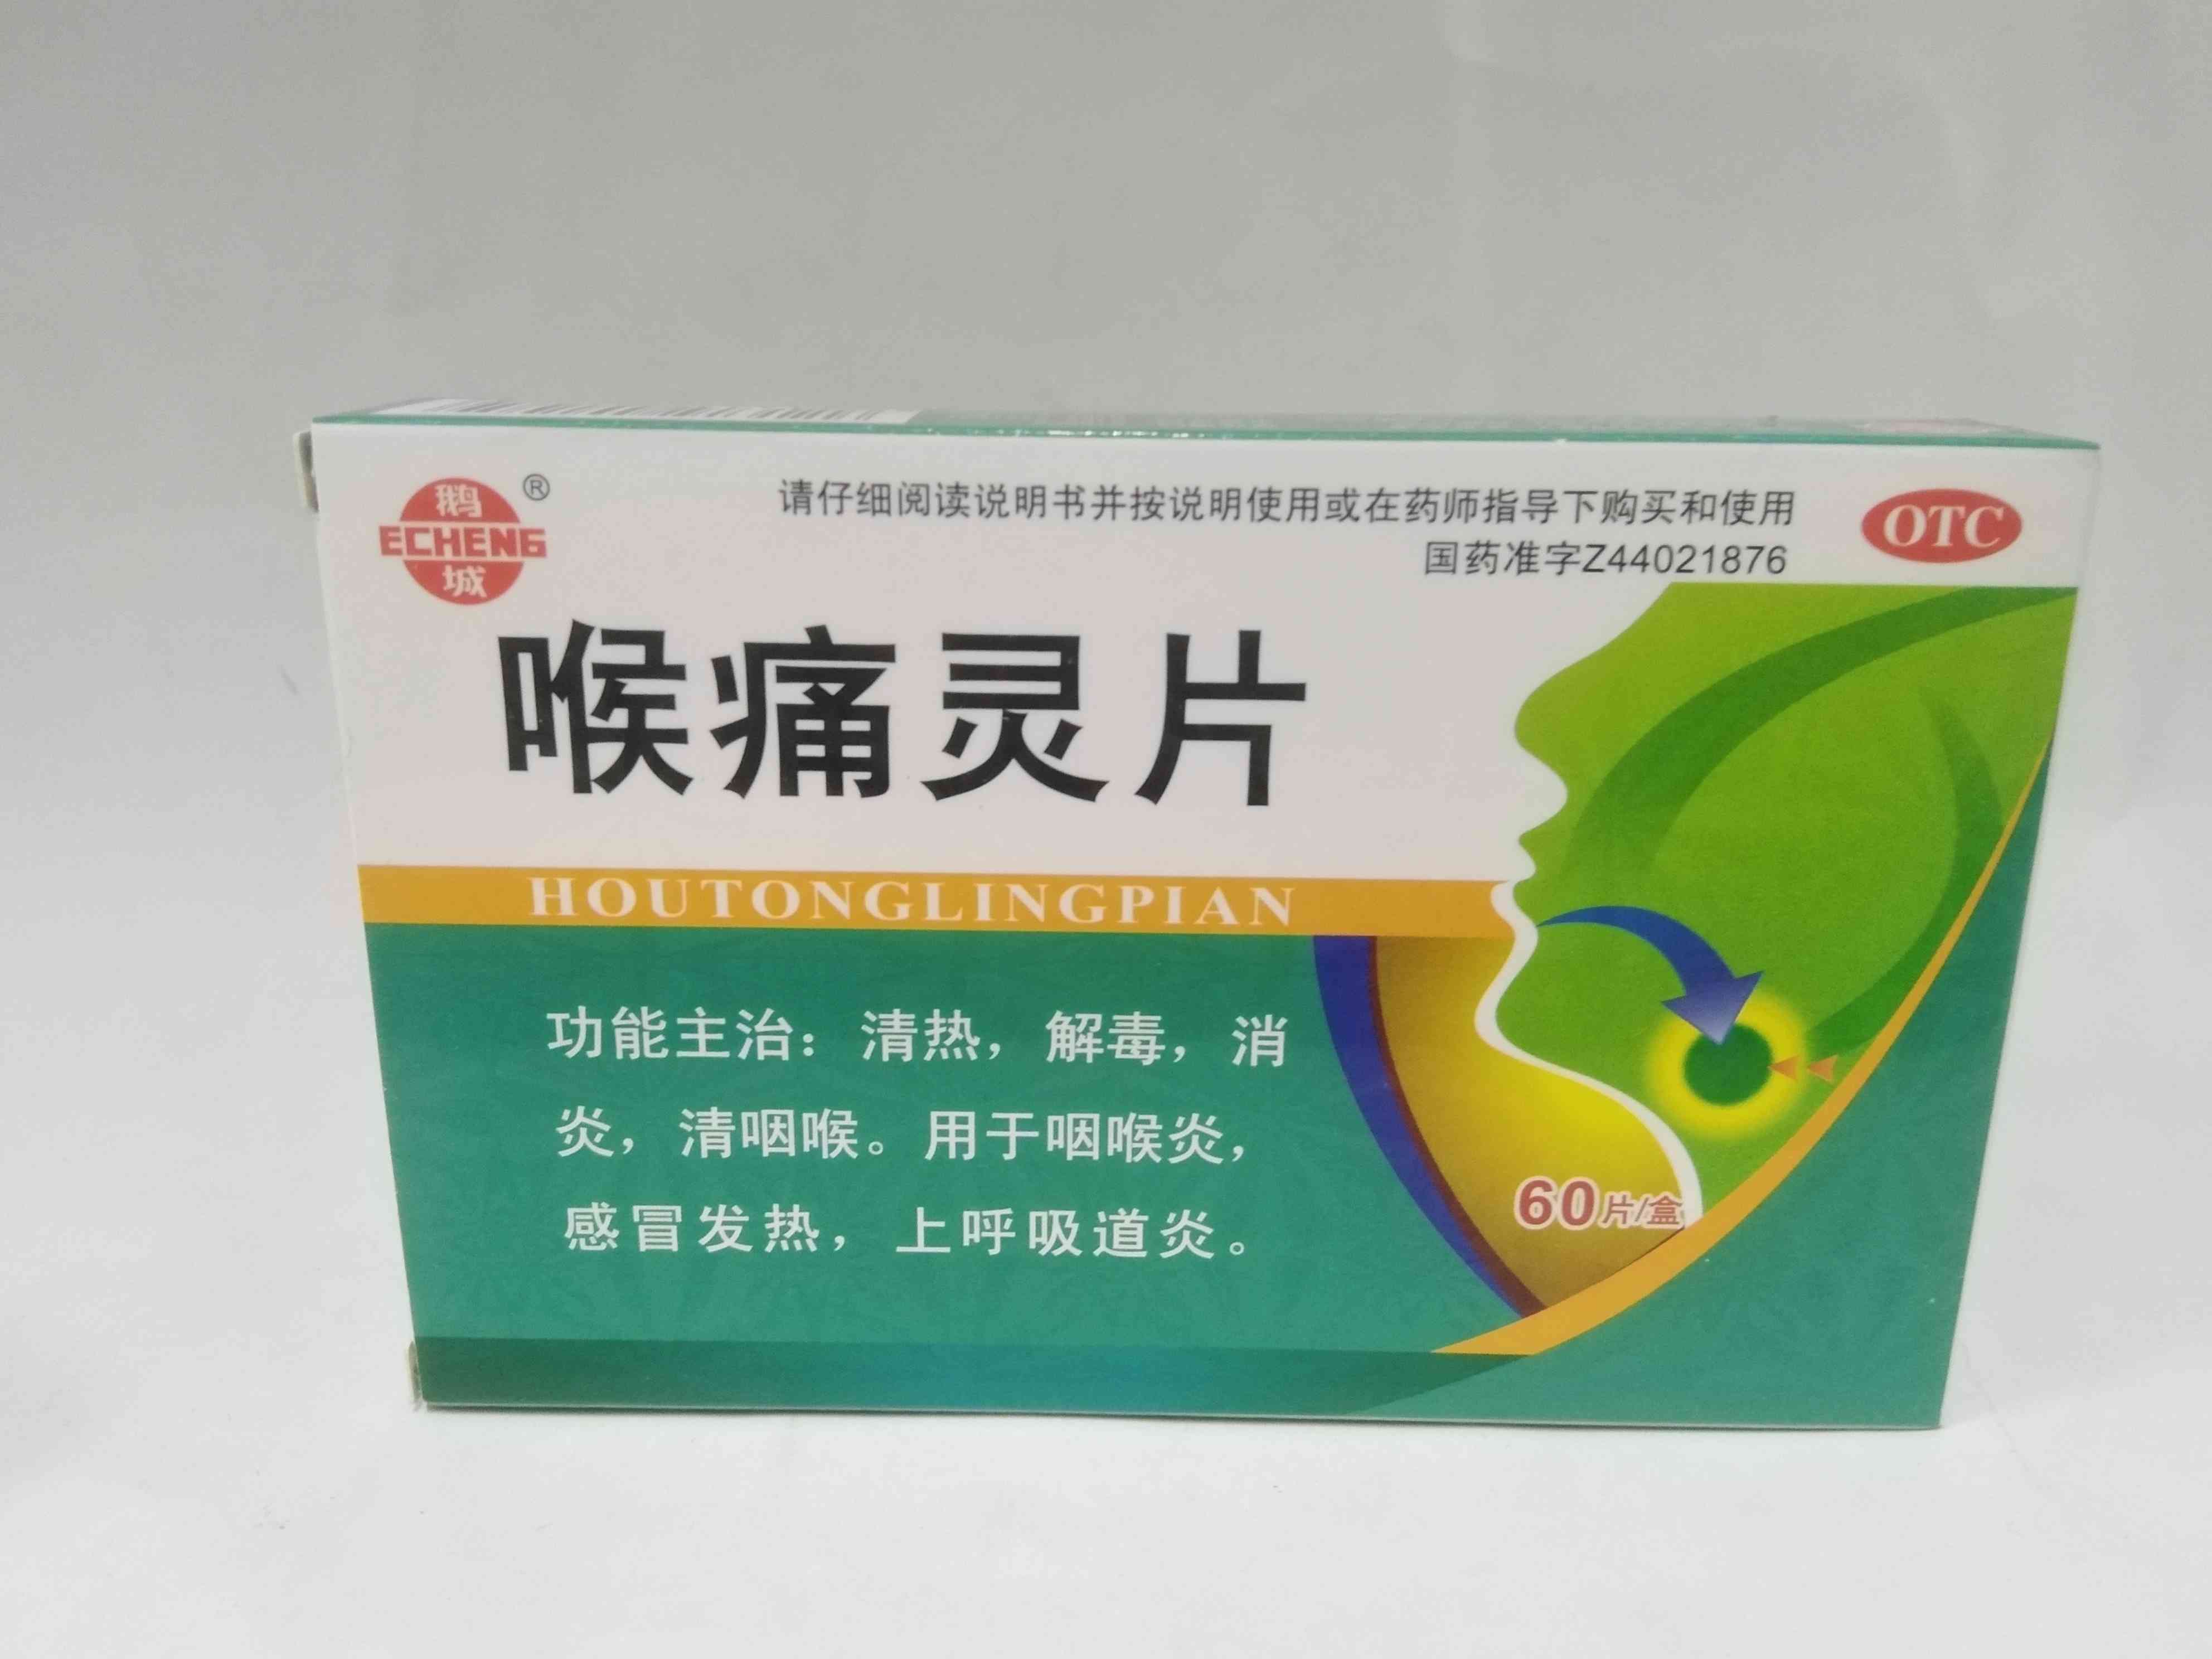 鹅
ECHENG
城
®
请仔细阅读说明书并按说明使用或在药师指导下购买和使用
国药准字Z44021876
OTC
喉痛灵片
HOUTONGLINGPIAN
功能主治：清热，解毒，消
炎，清咽喉。用于咽喉炎，
感冒发热，上呼吸道炎。
60片/盒